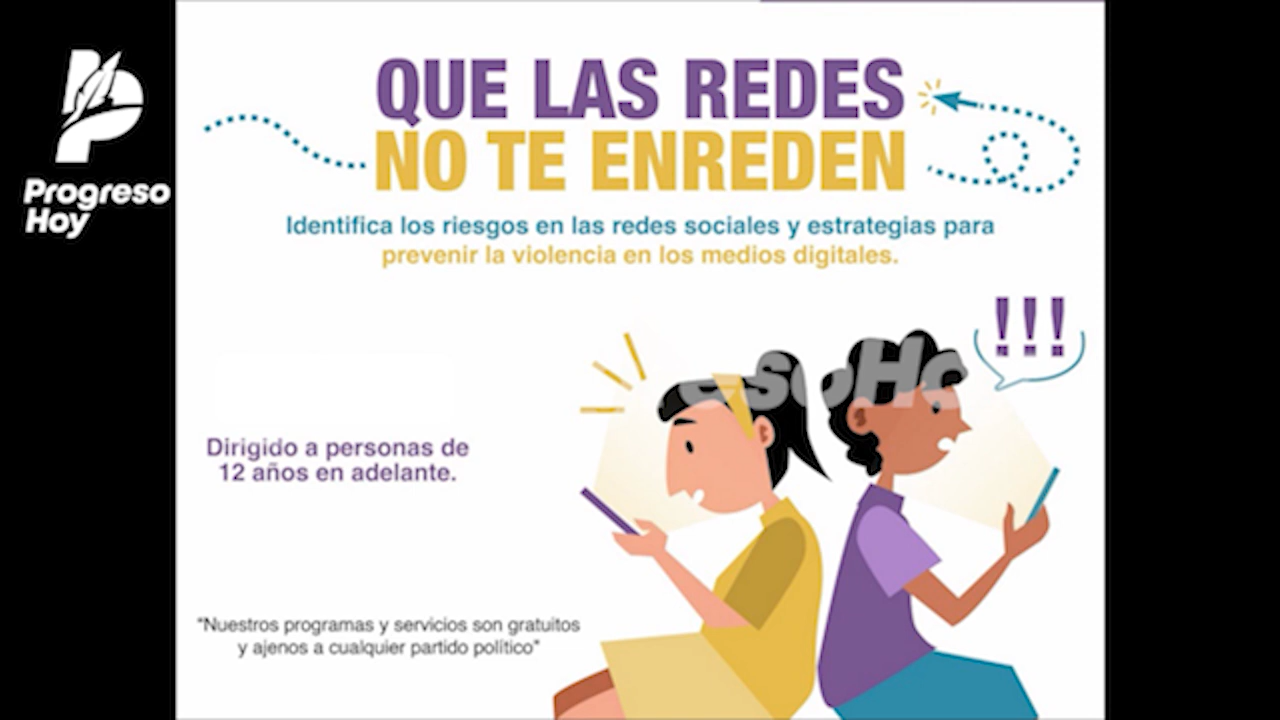 Progreso
Hoy
QUE LAS REDES
NO TE ENREDEN
Identifica los riesgos en las redes sociales y estrategias para
prevenir la violencia en los medios digitales.
!!!
Dirigido a personas de
12 años en adelante.
"Nuestros programas y servicios son gratuitos
y ajenos a cualquier partido político"